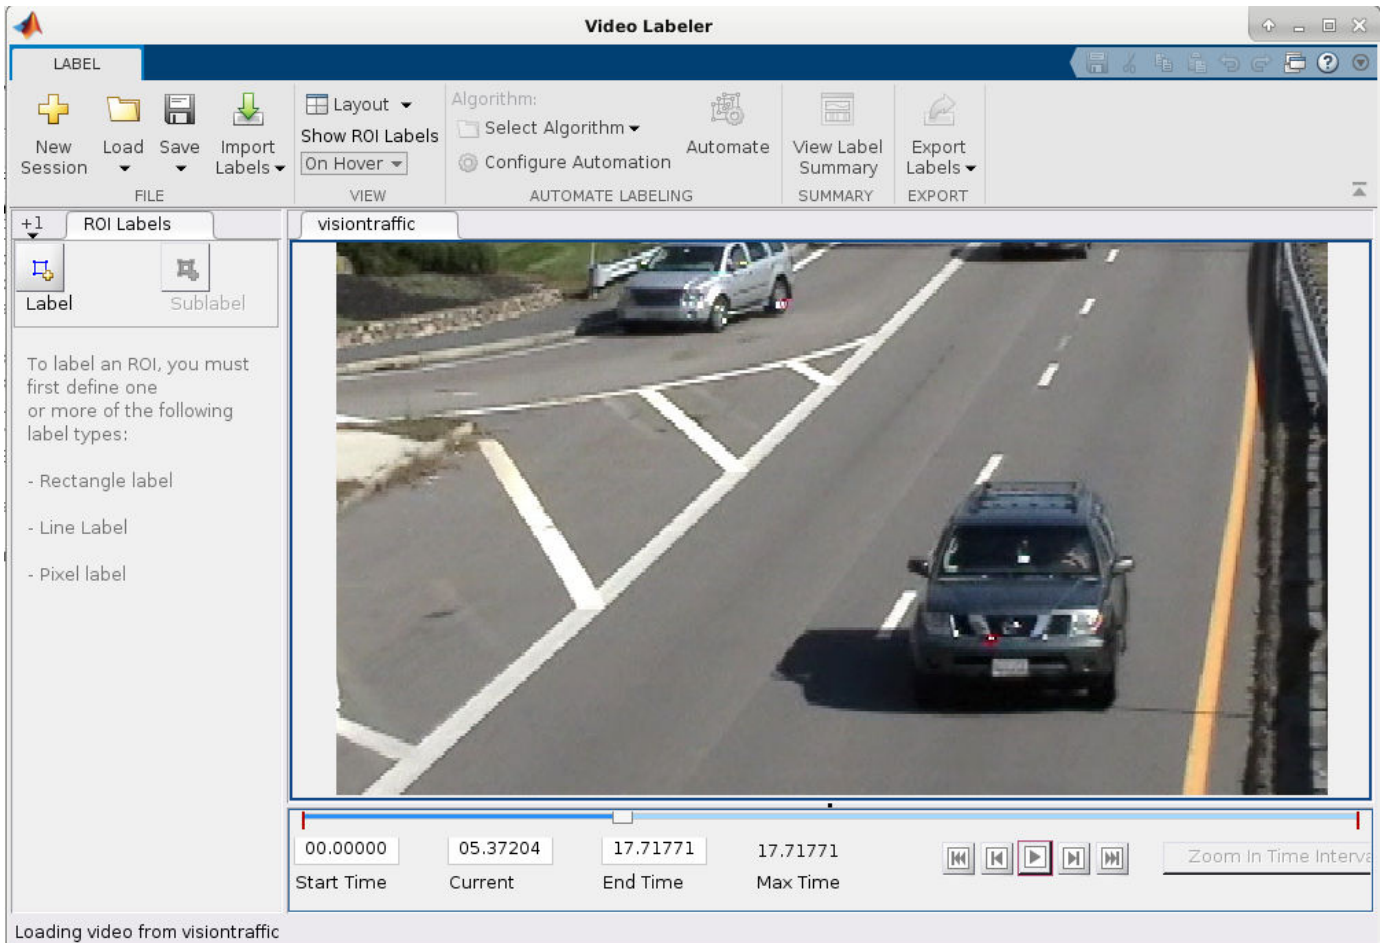 Video Labeler
LABEL
New Session
Load
Save
Import Labels
FILE
Layout
Show ROI Labels
On Hover
VIEW
Algorithm:
Select Algorithm
Configure Automation
Automate
AUTOMATE LABELING
View Label Summary
SUMMARY
Export Labels
EXPORT
+1
ROI Labels
visiontraffic
Label
Sublabel
To label an ROI, you must
first define one
or more of the following
label types:
- Rectangle label
- Line Label
- Pixel label
00.00000
05.37204
17.71771
17.71771
Start Time
Current
End Time
Max Time
Zoom In Time Interva
Loading video from visiontraffic